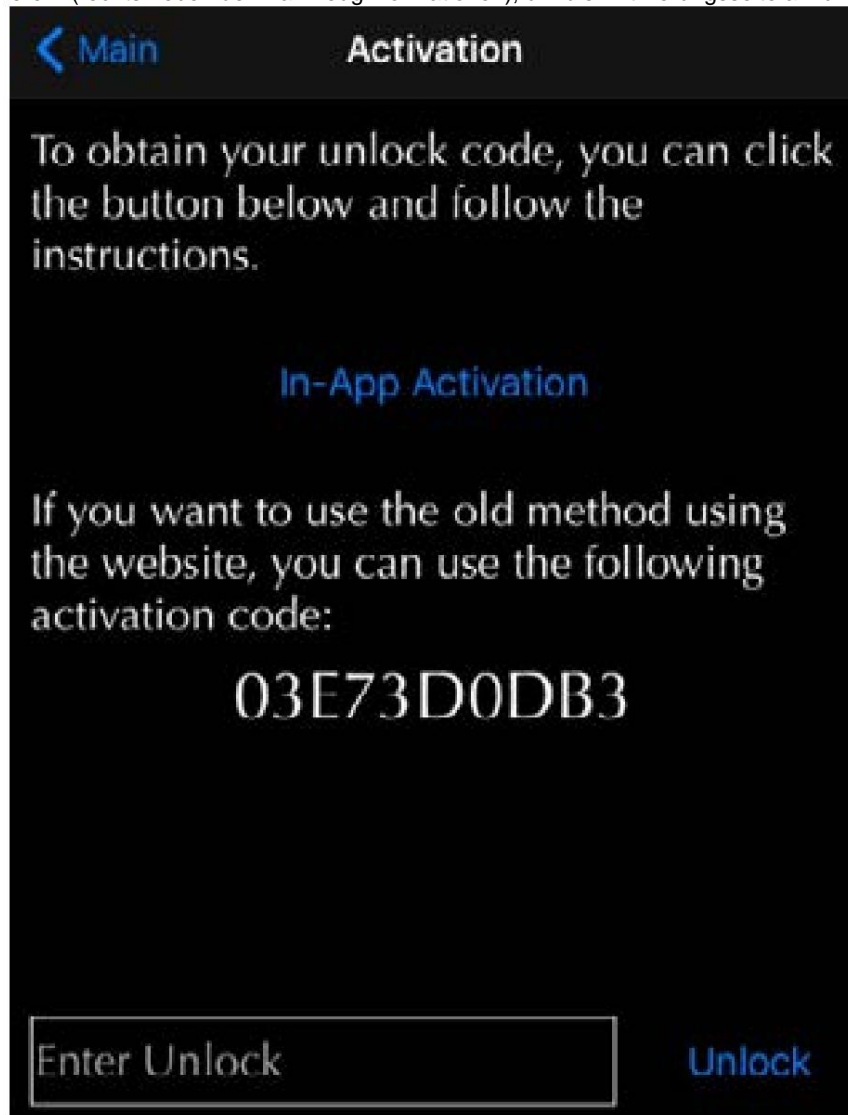 Main
Activation
To obtain your unlock code, you can click
the button below and follow the
instructions.
In-App Activation
If you want to use the old method using
the website, you can use the following
activation code:
03E73D0DB3
Enter Unlock
Unlock